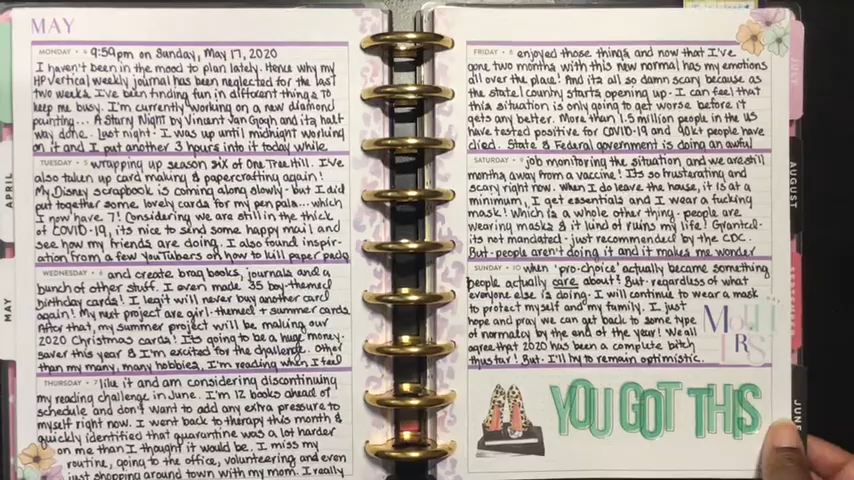 MAY
MONDAY • 4 9:59pm on Sunday, May 17, 2020
I haven't been in the mood to plan lately. Hence why my
HP vertical weekly journal has been neglected for the last
two weeks. I've been finding fun in different things to
keep me busy. I'm currently working on a new diamond
painting... A Starry Night by Vincent Van Gogh and its half
way done. Last night - I was up until midnight working
on it and I put another 3 hours into it today while
TUESDAY • 5 wrapping up season six of One Tree Hill. I've
also taken up card making & papercrafting again!
My Disney scrapbook is coming along slowly - but I did
put together some lovely cards for my pen pals... which
I now have 7! Considering we are still in the thick
of COVID-19, its nice to send some happy mail and
see how my friends are doing. I also found inspir-
ation from a few YouTubers on how to kill paper pads
WEDNESDAY • 6 and create brag books, journals and a
bunch of other stuff. I even made 35 boy-themed
birthday cards! I legit will never buy another card
again! My next project are girl-themed + summer cards
After that, my summer project will be making our
2020 Christmas cards! It's going to be a huge money-
saver this year & I'm excited for the challenge. Other
than my many, many hobbies, I'm reading when I feel
THURSDAY • 7 like it and am considering discontinuing
my reading challenge in June. I'm 12 books ahead of
schedule and don't want to add any extra pressure to
myself right now. I went back to therapy this month &
quickly identified that quarantine was a lot harder
on me than I thought it would be. I miss my
routine, going to the office, volunteering and even
just shopping around town with my mom. I really
FRIDAY • 8 enjoyed those things and now that I've
gone two months with this new normal has my emotions
all over the place! And its all so damn scary because as
the state/country starts opening up - I can feel that
this situation is only going to get worse before it
gets any better. More than 1.5 million people in the US
have tested positive for COVID-19 and 90k+ people have
died. State & Federal government is doing an awful
SATURDAY • 9 job monitoring the situation and we are still
months away from a vaccine! Its so frustrating and
scary right now. When I do leave the house, it is at a
minimum, I get essentials and I wear a fucking
mask! Which is a whole other thing - people are
wearing masks & it kind of ruins my life! Granted -
its not mandated - just recommended by the CDC.
But - people aren't doing it and it makes me wonder
SUNDAY • 10 when 'pro-choice' actually became something
people actually care about? But - regardless of what
everyone else is doing - I will continue to wear a mask
to protect myself and my family. I just
hope and pray we can get back to some type
of normalcy by the end of the year! We all
agree that 2020 has been a complete bitch
thus far! But - I'll try to remain optimistic.
MOTHERS!
YOU GOT THIS
APRIL
MAY
JULY
AUGUST